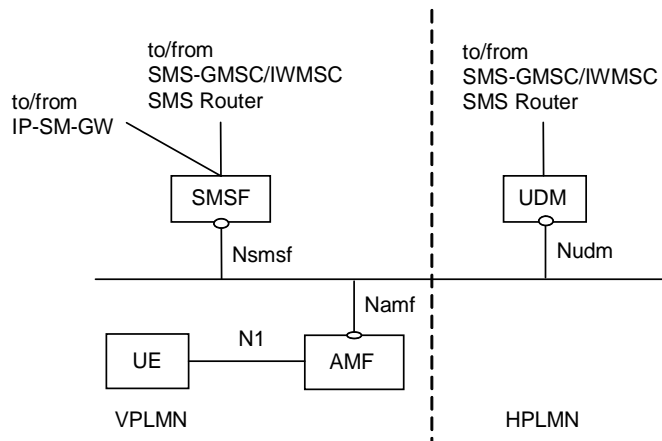 to/from
SMS-GMSC/IWMSC
SMS Router
to/from
SMS-GMSC/IWMSC
SMS Router
to/from
IP-SM-GW
SMSF
UDM
Nsmsf
Nudm
Namf
N1
UE
AMF
VPLMN
HPLMN